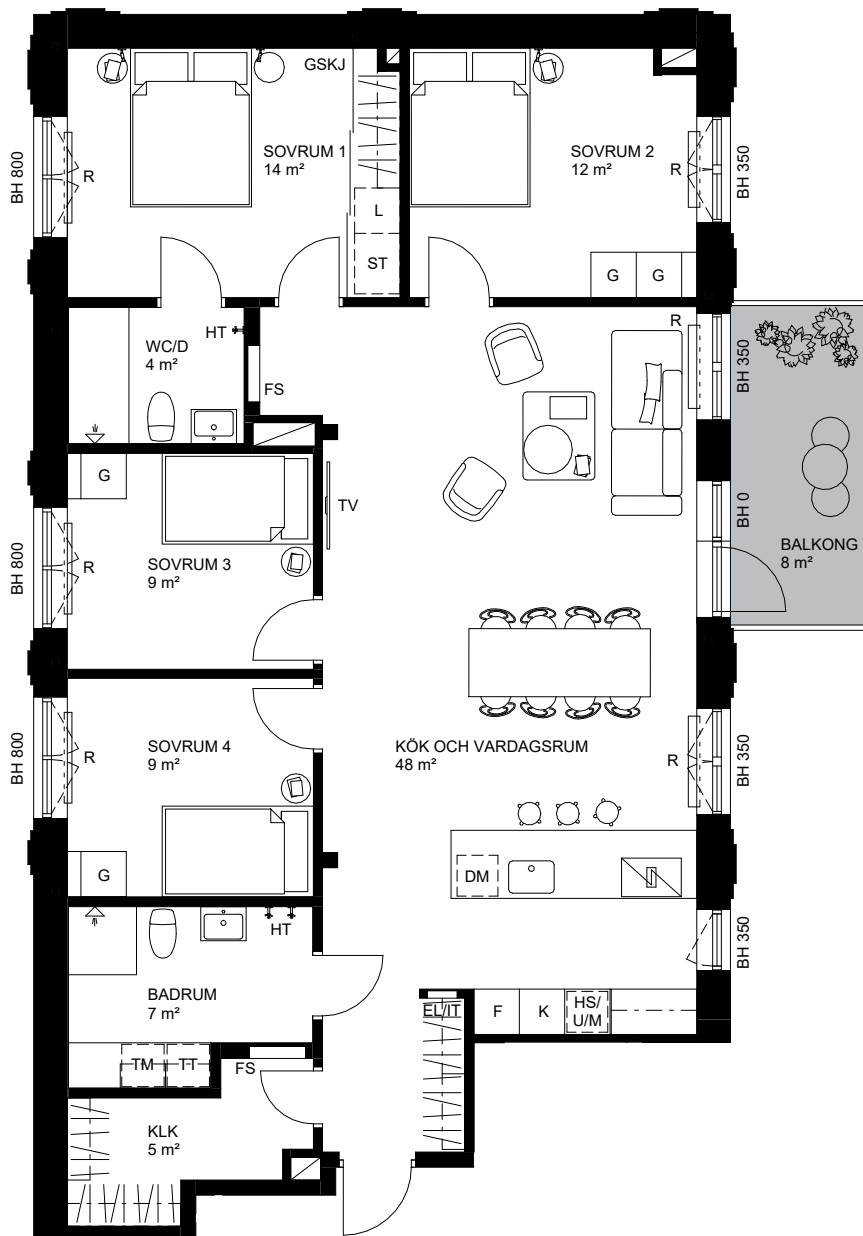 GSKJ
SOVRUM 1
14 m²
SOVRUM 2
12 m²
BH 800
R
R
BH 350
L
ST
G
G
HT
WC/D
4 m²
FS
R
BH 350
G
TV
BH 0
BALKONG
8 m²
BH 800
R
SOVRUM 3
9 m²
BH 800
R
SOVRUM 4
9 m²
KÖK OCH VARDAGSRUM
48 m²
R
BH 350
G
DM
HT
BH 350
BADRUM
7 m²
EL/IT
F
K
HS/
U/M
TM
TT
FS
KLK
5 m²